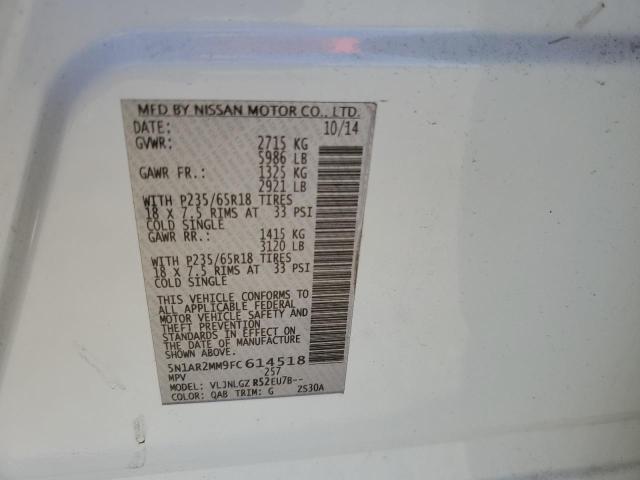 MFD BY NISSAN MOTOR CO., LTD.
DATE: 10/14
GVWR: 2715 KG
5986 LB
GAWR FR.: 1325 KG
2921 LB
WITH P235/65R18 TIRES
18 X 7.5 RIMS AT 33 PSI
COLD SINGLE
GAWR RR.: 1415 KG
3120 LB
WITH P235/65R18 TIRES
18 X 7.5 RIMS AT 33 PSI
COLD SINGLE
THIS VEHICLE CONFORMS TO
ALL APPLICABLE FEDERAL
MOTOR VEHICLE SAFETY AND
THEFT PREVENTION
STANDARDS IN EFFECT ON
THE DATE OF MANUFACTURE
SHOWN ABOVE.
5N1AR2MM9FC614518
MPV 257
VLJNLGZ R52EU7B--
COLOR: QAB TRIM: G ZS30A